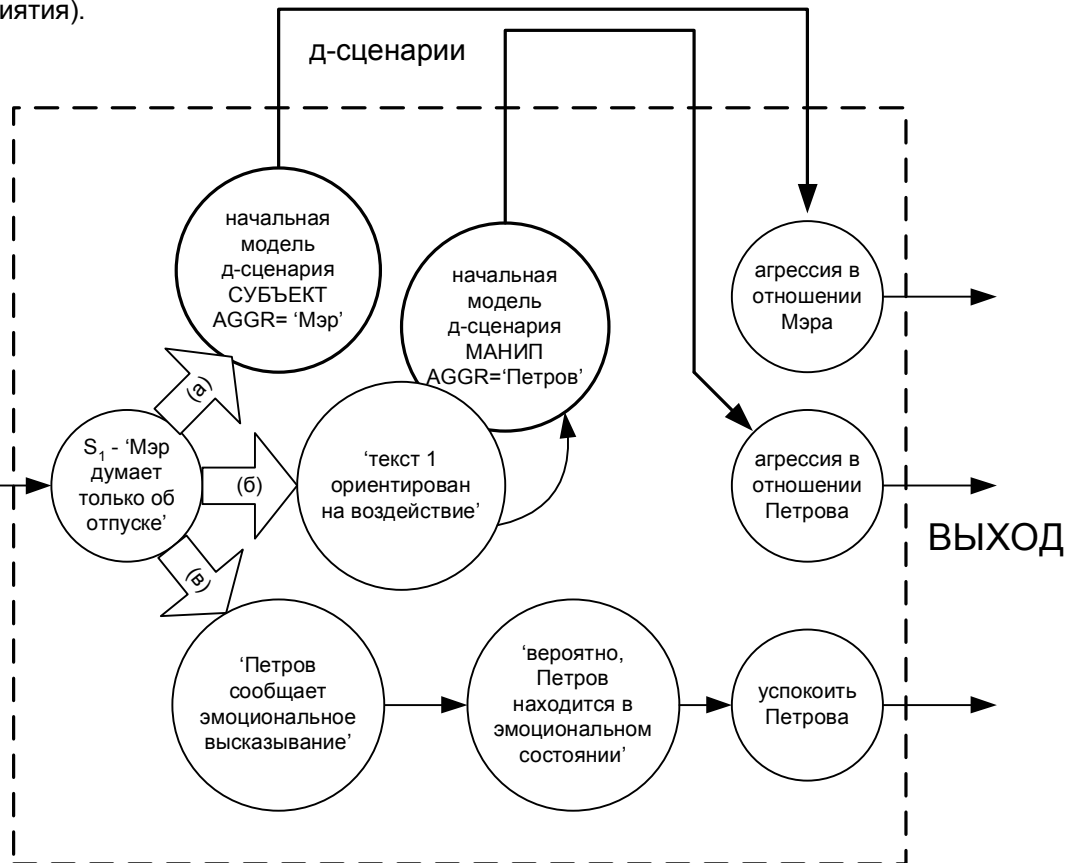 иятия).
д-сценарии
начальная
модель
д-сценария
СУБЪЕКТ
AGGR= ‘Мэр’
начальная
модель
д-сценария
МАНИП
AGGR=‘Петров’
агрессия в
отношении
Мэра
(а)
S1 - ‘Мэр
думает
только об
отпуске’
(б)
‘текст 1
ориентирован
на воздействие’
агрессия в
отношении
Петрова
ВЫХОД
(в)
‘Петров
сообщает
эмоциональное
высказывание’
‘вероятно,
Петров
находится в
эмоциональном
состоянии’
успокоить
Петрова